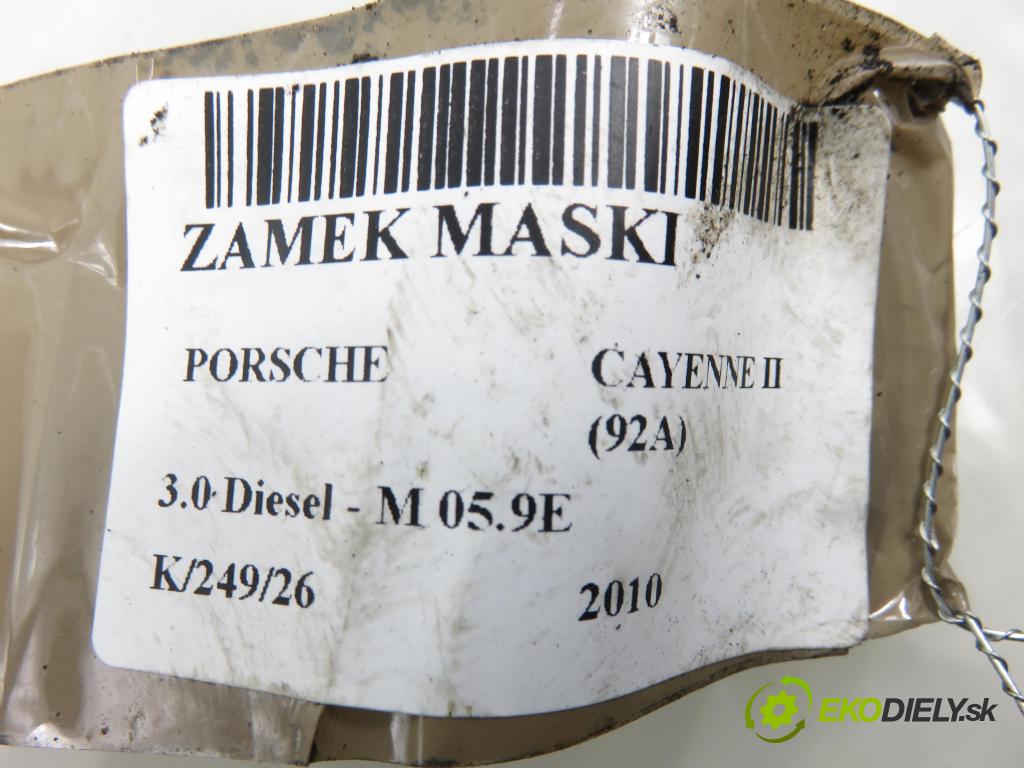 ZAMEK MASKI
PORSCHE CAYENNE II
(92A)
3.0 Diesel - M 05.9E
K/249/26 2010
EKODIELY.sk